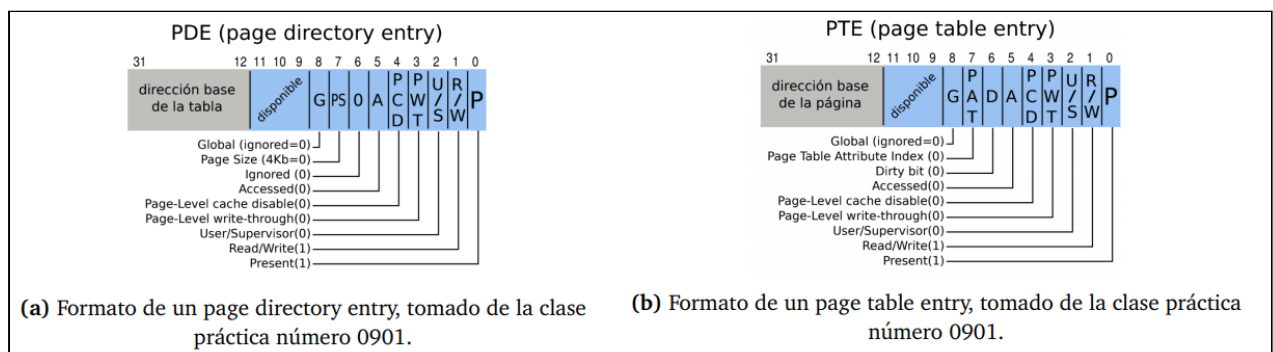 PDE (page directory entry)
31 12 11 10 9 8 7 6 5 4 3 2 1 0
dirección base
de la tabla
disponible
G PS 0 A PCD PWT U/S R/W P
Global (ignored=0)
Page Size (4Kb=0)
Ignored (0)
Accessed(0)
Page-Level cache disable(0)
Page-Level write-through(0)
User/Supervisor(0)
Read/Write(1)
Present(1)
(a) Formato de un page directory entry, tomado de la clase
práctica número 0901.
PTE (page table entry)
31 12 11 10 9 8 7 6 5 4 3 2 1 0
dirección base
de la página
disponible
G PAT D A PCD PWT U/S R/W P
Global (ignored=0)
Page Table Attribute Index (0)
Dirty bit (0)
Accessed(0)
Page-Level cache disable(0)
Page-Level write-through(0)
User/Supervisor(0)
Read/Write(1)
Present(1)
(b) Formato de un page table entry, tomado de la clase práctica
número 0901.